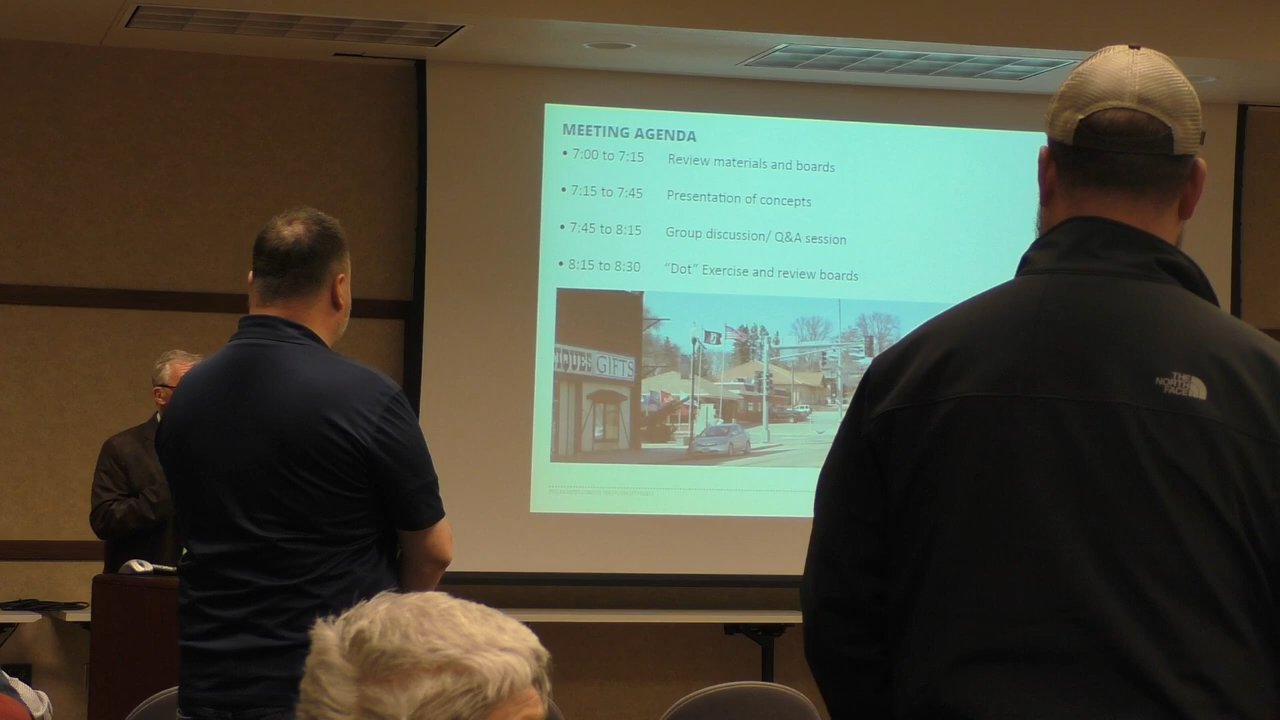 MEETING AGENDA
• 7:00 to 7:15 Review materials and boards
• 7:15 to 7:45 Presentation of concepts
• 7:45 to 8:15 Group discussion/ Q&A session
• 8:15 to 8:30 “Dot” Exercise and review boards
IQUES GIFTS
THE
NORTH
FACE